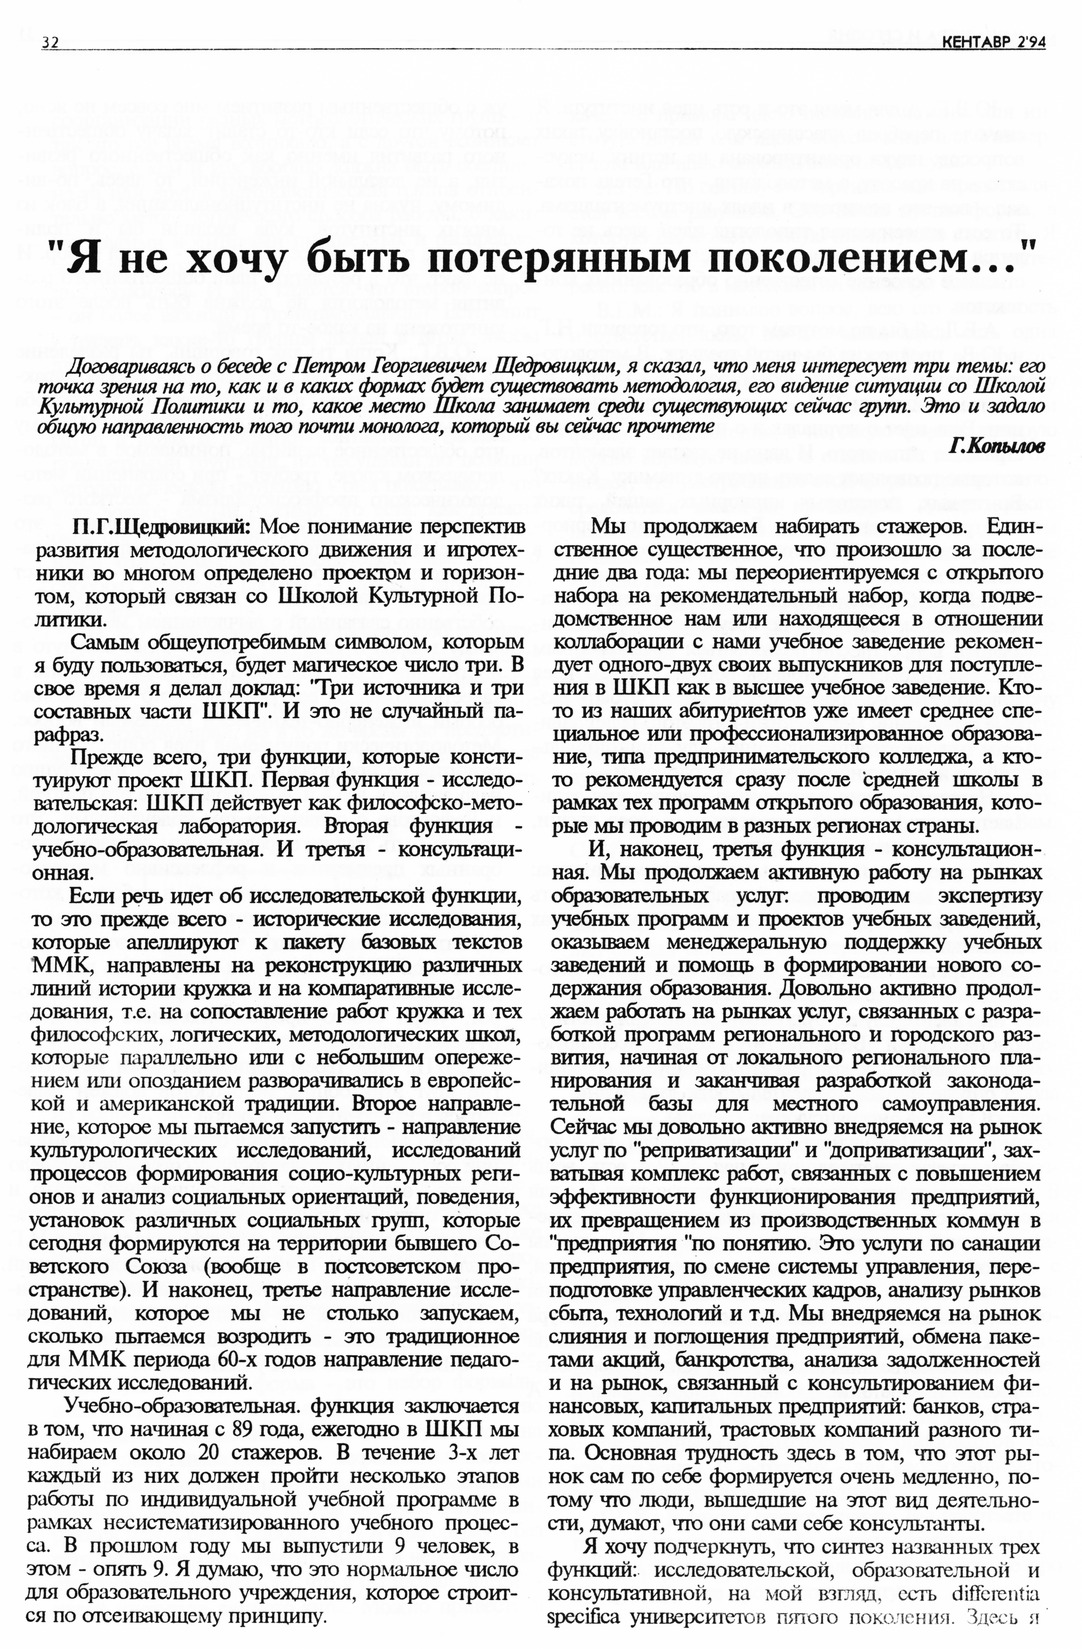 32
КЕНТАВР 2'94
"Я не хочу быть потерянным поколением..."
Договариваясь о беседе с Петром Георгиевичем Щедровицким, я сказал, что меня интересует три темы: его
точка зрения на то, как и в каких формах будет существовать методология, его видение ситуации со Школой
Культурной Политики и то, какое место Школа занимает среди существующих сейчас групп. Это и задало
общую направленность того почти монолога, который вы сейчас прочтете
Г.Копылов
П.Г.Щедровицкий: Мое понимание перспектив
развития методологического движения и игротех-
ники во многом определено проектом и горизон-
том, который связан со Школой Культурной По-
литики.
Самым общеупотребимым символом, которым
я буду пользоваться, будет магическое число три. В
свое время я делал доклад: "Три источника и три
составных части ШКП". И это не случайный па-
рафраз.
Прежде всего, три функции, которые консти-
туируют проект ШКП. Первая функция - исследо-
вательская: ШКП действует как философско-мето-
дологическая лаборатория. Вторая функция -
учебно-образовательная. И третья - консультаци-
онная.
Если речь идет об исследовательской функции,
то это прежде всего - исторические исследования,
которые апеллируют к пакету базовых текстов
ММК, направлены на реконструкцию различных
линий истории кружка и на компаративные иссле-
дования, т.е. на сопоставление работ кружка и тех
философских, логических, методологических школ,
которые параллельно или с небольшим опереже-
нием или опозданием разворачивались в европейс-
кой и американской традиции. Второе направле-
ние, которое мы пытаемся запустить - направление
культурологических исследований, исследований
процессов формирования социо-культурных реги-
онов и анализ социальных ориентаций, поведения,
установок различных социальных групп, которые
сегодня формируются на территории бывшего Со-
ветского Союза (вообще в постсоветском про-
странстве). И наконец, третье направление иссле-
дований, которое мы не столько запускаем,
сколько пытаемся возродить - это традиционное
для ММК периода 60-х годов направление педаго-
гических исследований.
Учебно-образовательная. функция заключается
в том, что начиная с 89 года, ежегодно в ШКП мы
набираем около 20 стажеров. В течение 3-х лет
каждый из них должен пройти несколько этапов
работы по индивидуальной учебной программе в
рамках несистематизированного учебного процес-
са. В прошлом году мы выпустили 9 человек, в
этом - опять 9. Я думаю, что это нормальное число
для образовательного учреждения, которое строит-
ся по отсеивающему принципу.
Мы продолжаем набирать стажеров. Един-
ственное существенное, что произошло за после-
дние два года: мы переориентируемся с открытого
набора на рекомендательный набор, когда подве-
домственное нам или находящееся в отношении
коллаборации с нами учебное заведение рекомен-
дует одного-двух своих выпускников для поступле-
ния в ШКП как в высшее учебное заведение. Кто-
то из наших абитуриентов уже имеет среднее спе-
циальное или профессионализированное образова-
ние, типа предпринимательского колледжа, а кто-
то рекомендуется сразу после средней школы в
рамках тех программ открытого образования, кото-
рые мы проводим в разных регионах страны.
И, наконец, третья функция - консультацион-
ная. Мы продолжаем активную работу на рынках
образовательных услуг: проводим экспертизу
учебных программ и проектов учебных заведений,
оказываем менеджеральную поддержку учебных
заведений и помощь в формировании нового со-
держания образования. Довольно активно продол-
жаем работать на рынках услуг, связанных с разра-
боткой программ регионального и городского раз-
вития, начиная от локального регионального пла-
нирования и заканчивая разработкой законода-
тельной базы для местного самоуправления.
Сейчас мы довольно активно внедряемся на рынок
услуг по "реприватизации" и "доприватизации", зах-
ватывая комплекс работ, связанных с повышением
эффективности функционирования предприятий,
их превращением из производственных коммун в
"предприятия "по понятию. Это услуги по санации
предприятия, по смене системы управления, пере-
подготовке управленческих кадров, анализу рынков
сбыта, технологий и т.д. Мы внедряемся на рынок
слияния и поглощения предприятий, обмена паке-
тами акций, банкротства, анализа задолженностей
и на рынок, связанный с консультированием фи-
нансовых, капитальных предприятий: банков, стра-
ховых компаний, трастовых компаний разного ти-
па. Основная трудность здесь в том, что этот ры-
нок сам по себе формируется очень медленно, по-
тому что люди, вышедшие на этот вид деятельно-
сти, думают, что они сами себе консультанты.
Я хочу подчеркнуть, что синтез названных трех
функций: исследовательской, образовательной и
консультативной, на мой взгляд, есть differentia
specifica университетов пятого поколения. Здесь я